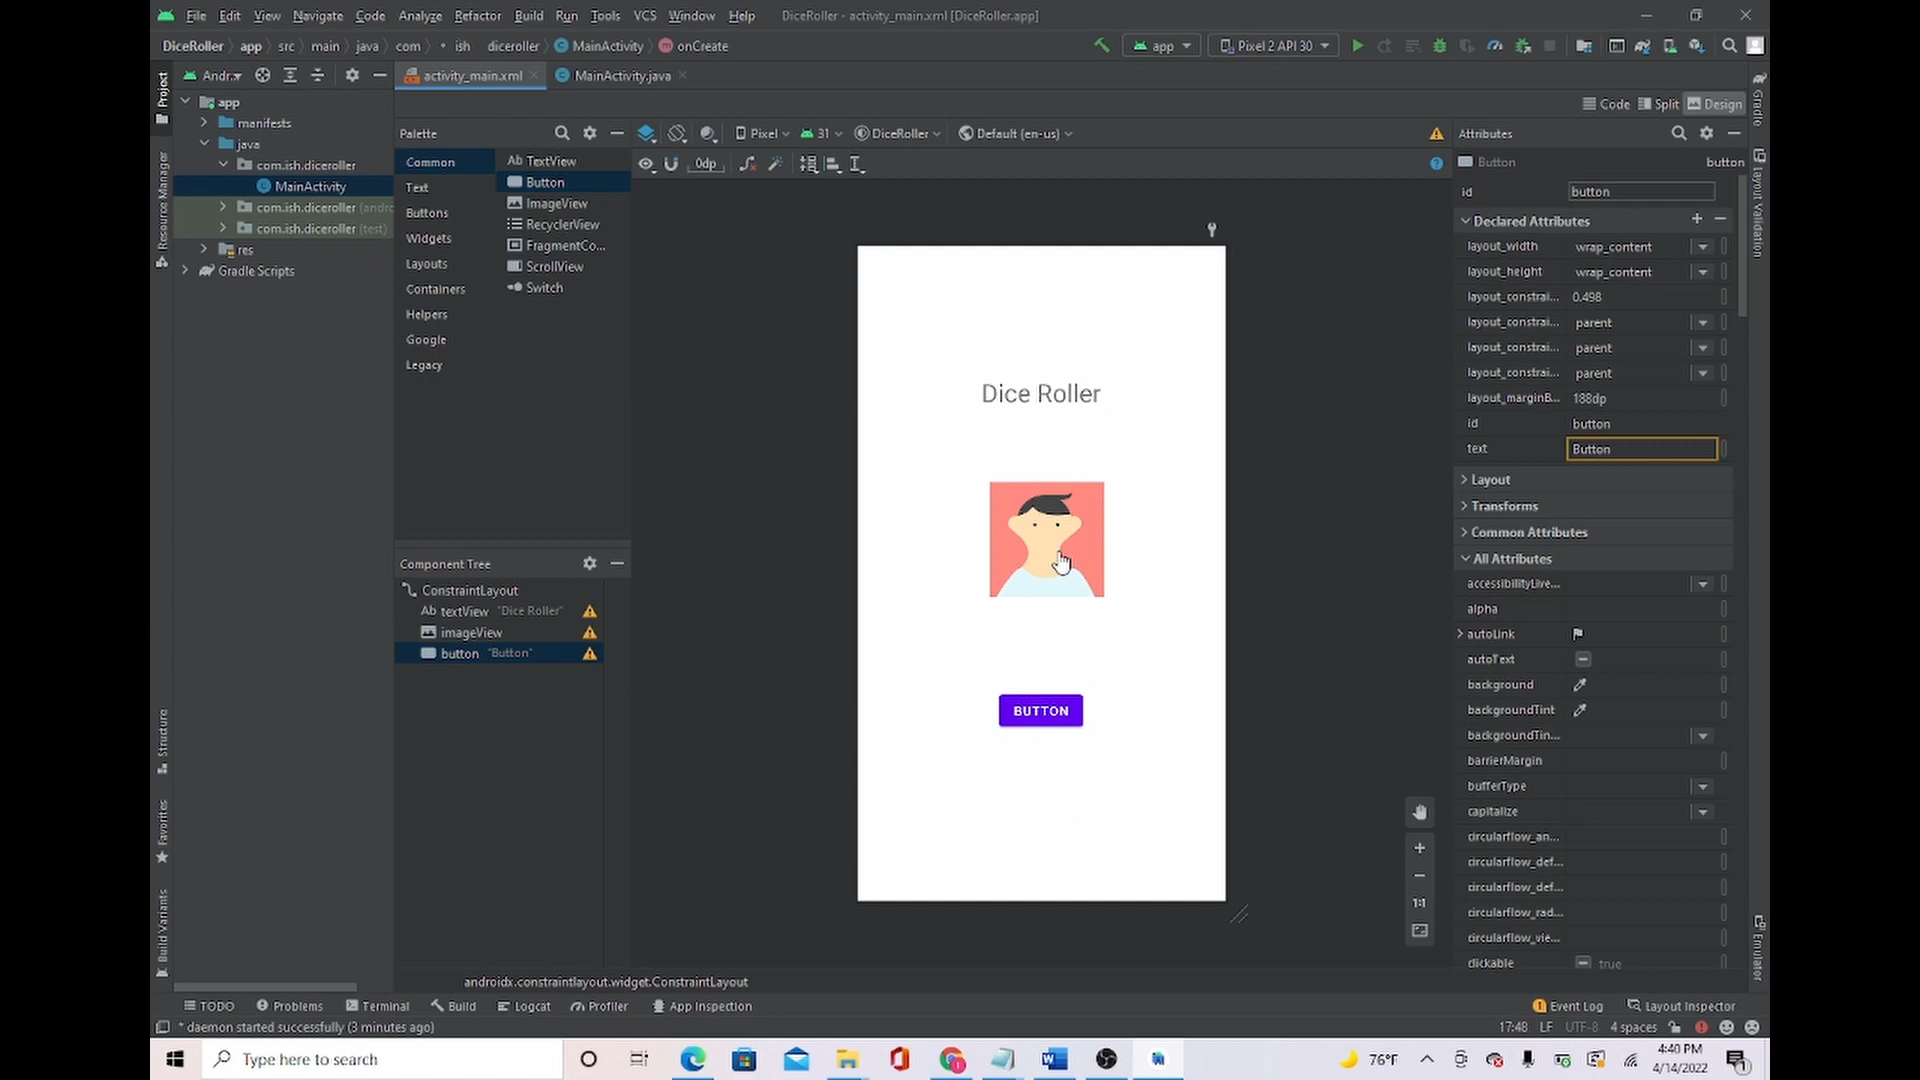 File Edit View Navigate Code Analyze Refactor Build Run Tools VCS Window Help DiceRoller - activity_main.xml [DiceRoller.app]
DiceRoller app src main java com ish diceroller MainActivity onCreate
app Pixel 2 API 30
Project
Resource Manager
Structure
Favorites
Build Variants
Andr..
app
manifests
java
com.ish.diceroller
MainActivity
com.ish.diceroller (andro
com.ish.diceroller (test)
res
Gradle Scripts
activity_main.xml MainActivity.java
Code Split Design
Palette
Common
Text
Buttons
Widgets
Layouts
Containers
Helpers
Google
Legacy
Ab TextView
Button
ImageView
RecyclerView
FragmentCo...
ScrollView
Switch
Component Tree
ConstraintLayout
Ab textView "Dice Roller"
imageView
button "Button"
Pixel 31 DiceRoller Default (en-us)
0dp
Dice Roller
BUTTON
1:1
androidx.constraintlayout.widget.ConstraintLayout
Attributes
Button button
id button
Declared Attributes
layout_width wrap_content
layout_height wrap_content
layout_constrai... 0.498
layout_constrai... parent
layout_constrai... parent
layout_constrai... parent
layout_marginB... 188dp
id button
text Button
Layout
Transforms
Common Attributes
All Attributes
accessibilityLive...
alpha
autoLink
autoText
background
backgroundTint
backgroundTin...
barrierMargin
bufferType
capitalize
circularflow_an...
circularflow_def...
circularflow_def...
circularflow_rad...
circularflow_vie...
clickable true
Gradle
Layout Validation
Emulator
TODO Problems Terminal Build Logcat Profiler App Inspection Event Log Layout Inspector
* daemon started successfully (3 minutes ago) 17:48 LF UTF-8 4 spaces
Type here to search
76°F
4:40 PM
4/14/2022